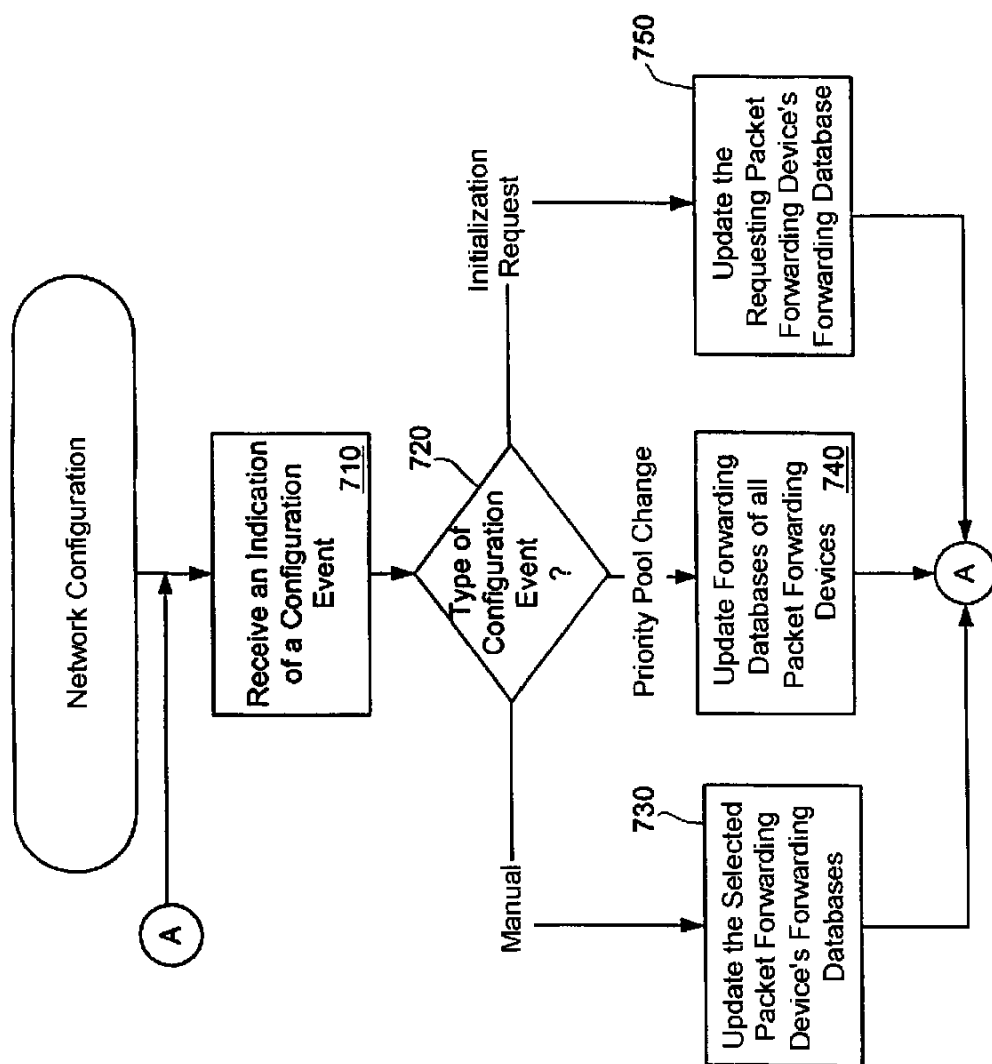 Network Configuration
A
Receive an Indication
of a Configuration
Event
710
720
Type of
Configuration
Event
?
Manual
Priority Pool Change
Initialization
Request
730
Update the Selected
Packet Forwarding
Device's Forwarding
Databases
Update Forwarding
Databases of all
Packet Forwarding
Devices
740
750
Update the
Requesting Packet
Forwarding Device's
Forwarding Database
A